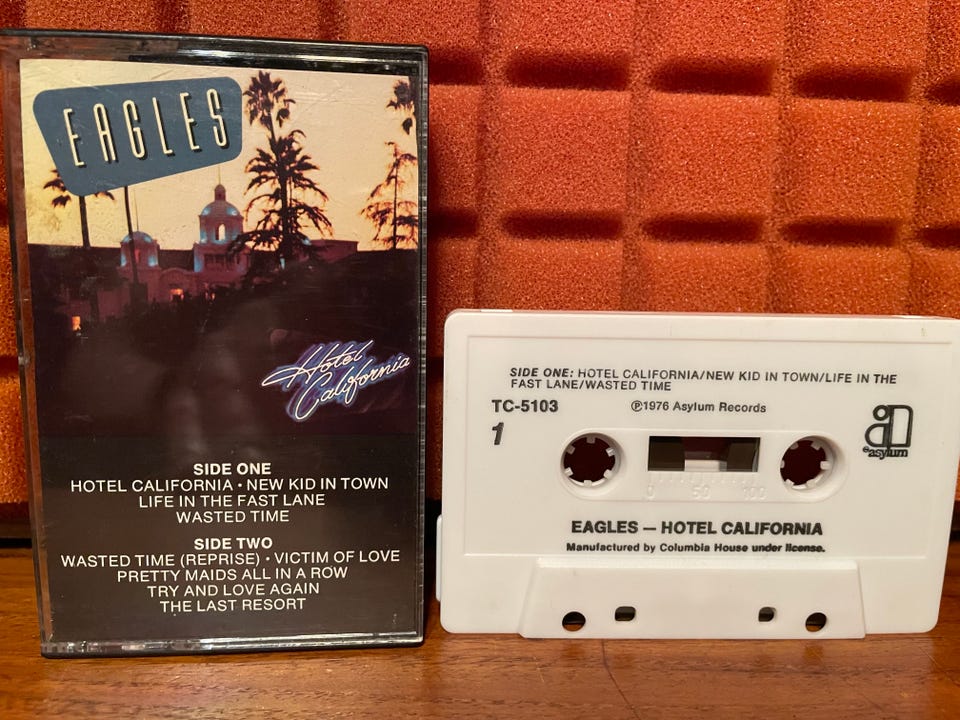 EAGLES
Hotel
California
SIDE ONE
HOTEL CALIFORNIA • NEW KID IN TOWN
LIFE IN THE FAST LANE
WASTED TIME
SIDE TWO
WASTED TIME (REPRISE) • VICTIM OF LOVE
PRETTY MAIDS ALL IN A ROW
TRY AND LOVE AGAIN
THE LAST RESORT
SIDE ONE: HOTEL CALIFORNIA/NEW KID IN TOWN/LIFE IN THE
FAST LANE/WASTED TIME
TC-5103
℗1976 Asylum Records
1
asylum
0 50 100
EAGLES — HOTEL CALIFORNIA
Manufactured by Columbia House under license.